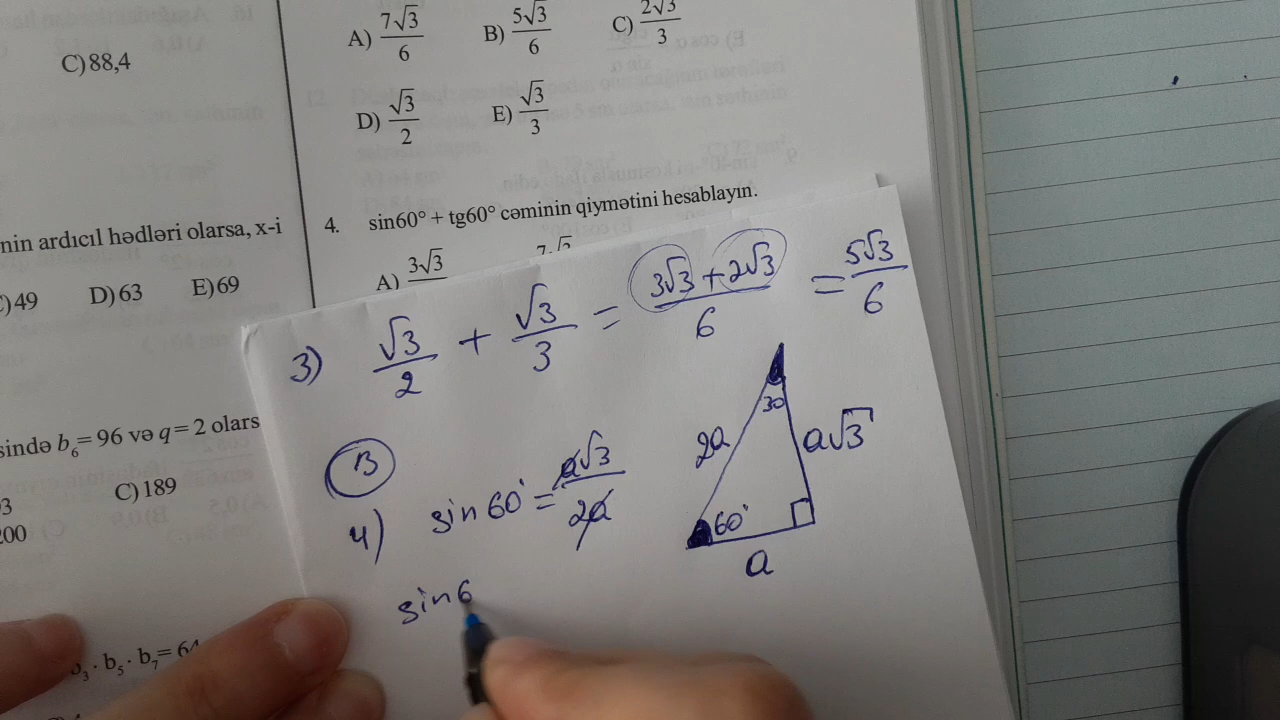 C) 88,4
A) 7√3/6 B) 5√3/6 C) 2√3/3
D) √3/2 E) √3/3
4. sin60° + tg60° cəminin qiymətini hesablayın.
A) 3√3
nin ardıcıl hədləri olarsa, x-i
C) 49 D) 63 E) 69
sində b₆ = 96 və q = 2 olars
C) 189
b₃ · b₅ · b₇ = 64
3) √3/2 + √3/3 = (3√3 + 2√3)/6 = 5√3/6
B
4) sin 60° = a√3/2a
sin 6
30
2a
a√3
60°
a